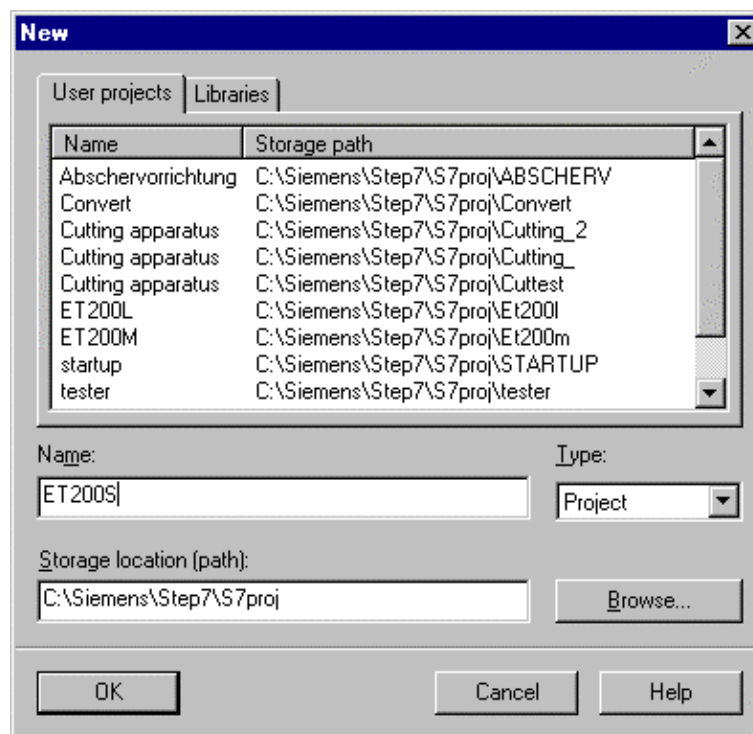 New
User projects Libraries
Name Storage path
Abschervorrichtung C:\Siemens\Step7\S7proj\ABSCHERV
Convert C:\Siemens\Step7\S7proj\Convert
Cutting apparatus C:\Siemens\Step7\S7proj\Cutting_2
Cutting apparatus C:\Siemens\Step7\S7proj\Cutting_
Cutting apparatus C:\Siemens\Step7\S7proj\Cuttest
ET200L C:\Siemens\Step7\S7proj\Et200l
ET200M C:\Siemens\Step7\S7proj\Et200m
startup C:\Siemens\Step7\S7proj\STARTUP
tester C:\Siemens\Step7\S7proj\tester
Name: Type:
ET200S Project
Storage location (path):
C:\Siemens\Step7\S7proj Browse...
OK Cancel Help